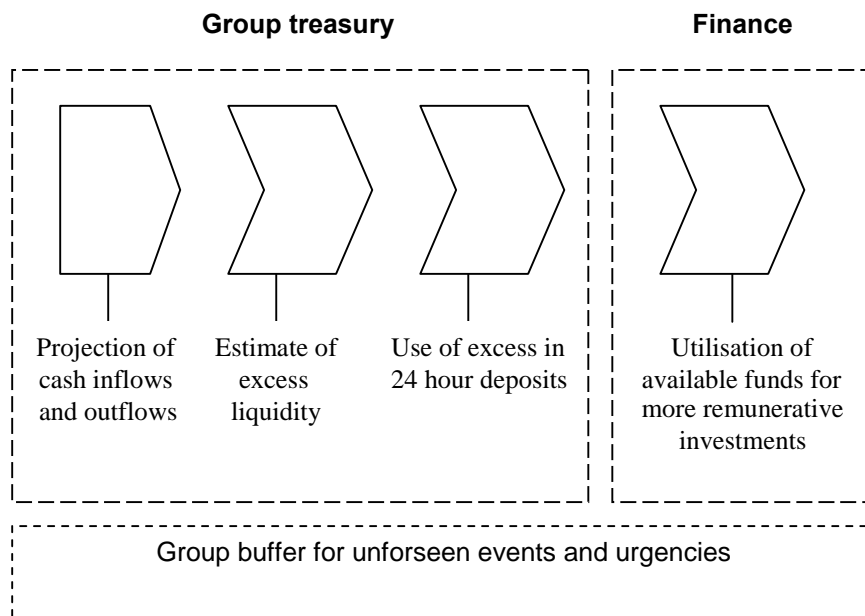 Group treasury
Finance
Projection of
cash inflows
and outflows
Estimate of
excess
liquidity
Use of excess in
24 hour deposits
Utilisation of
available funds for
more remunerative
investments
Group buffer for unforseen events and urgencies